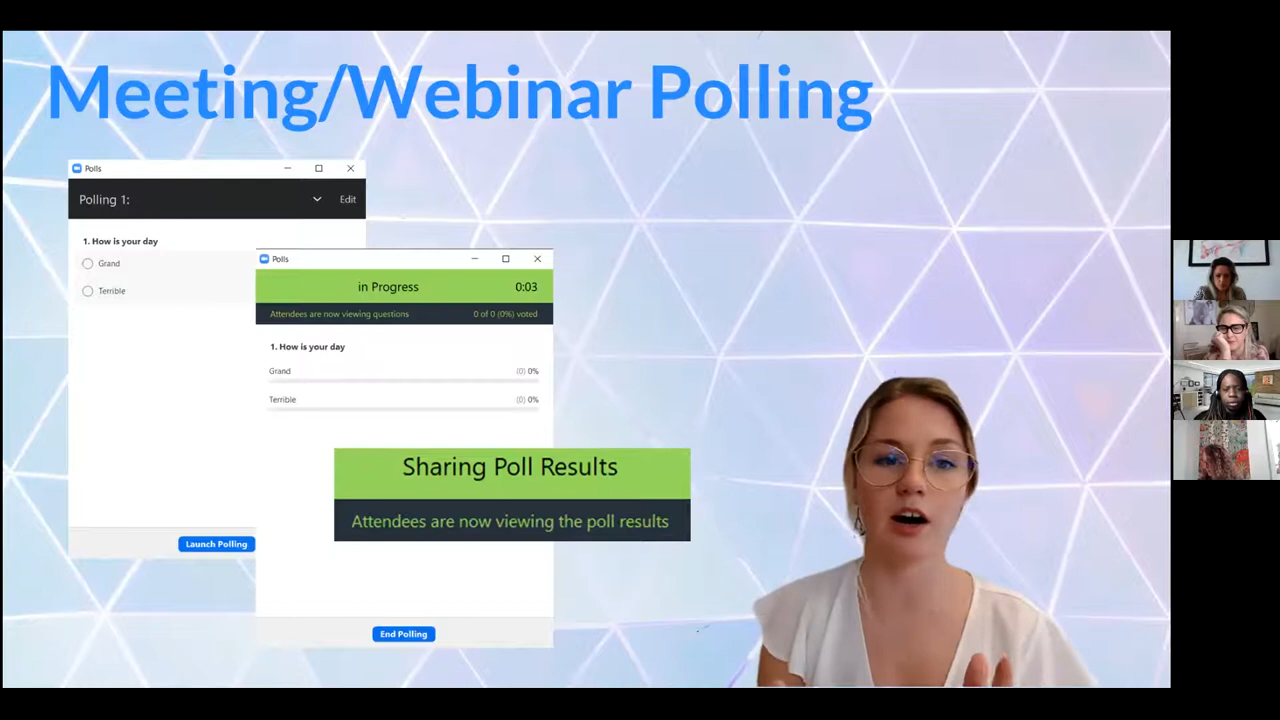 Meeting/Webinar Polling
Polls
Polling 1:
Edit
1. How is your day
Grand
Terrible
Launch Polling
Polls
in Progress
0:03
Attendees are now viewing questions
0 of 0 (0%) voted
1. How is your day
Grand
(0) 0%
Terrible
(0) 0%
Sharing Poll Results
Attendees are now viewing the poll results
End Polling